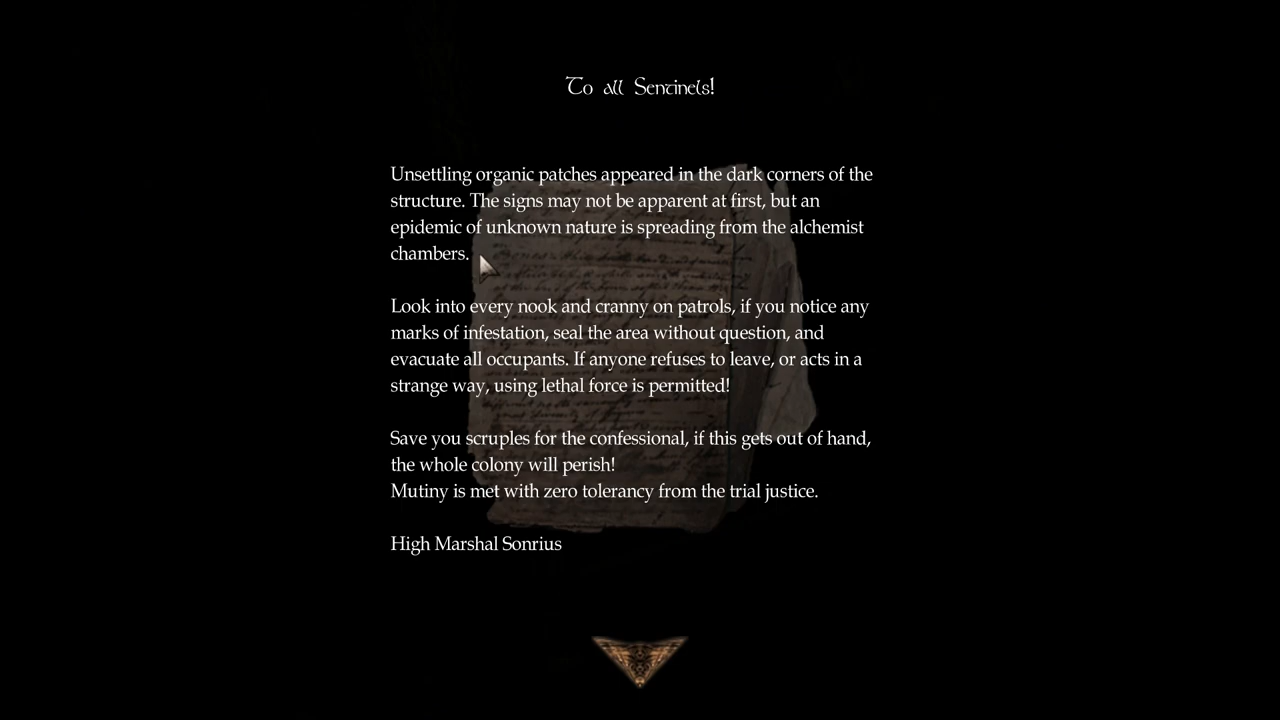 To all Sentinels!
Unsettling organic patches appeared in the dark corners of the
structure. The signs may not be apparent at first, but an
epidemic of unknown nature is spreading from the alchemist
chambers.
Look into every nook and cranny on patrols, if you notice any
marks of infestation, seal the area without question, and
evacuate all occupants. If anyone refuses to leave, or acts in a
strange way, using lethal force is permitted!
Save you scruples for the confessional, if this gets out of hand,
the whole colony will perish!
Mutiny is met with zero tolerancy from the trial justice.
High Marshal Sonrius